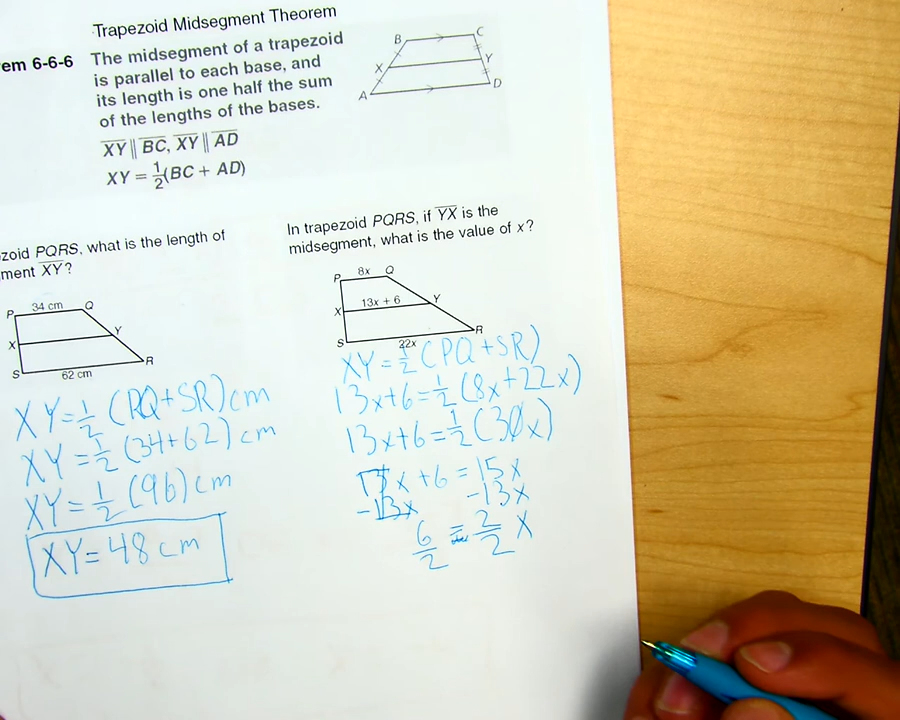 Trapezoid Midsegment Theorem
em 6-6-6
The midsegment of a trapezoid
is parallel to each base, and
its length is one half the sum
of the lengths of the bases.
XY ∥ BC, XY ∥ AD
XY = 1/2(BC + AD)
B
C
X
Y
A
D
zoid PQRS, what is the length of
ment XY?
P
34 cm
Q
X
Y
S
62 cm
R
XY = 1/2 (PQ+SR) cm
XY = 1/2 (34+62) cm
XY = 1/2 (96) cm
XY = 48 cm
In trapezoid PQRS, if YX is the
midsegment, what is the value of x?
P
8x
Q
X
13x + 6
Y
S
22x
R
XY = 1/2 (PQ+SR)
13x+6 = 1/2 (8x+22x)
13x+6 = 1/2 (30x)
13x +6 = 15x
-13x -13x
6/2 = 2/2 x